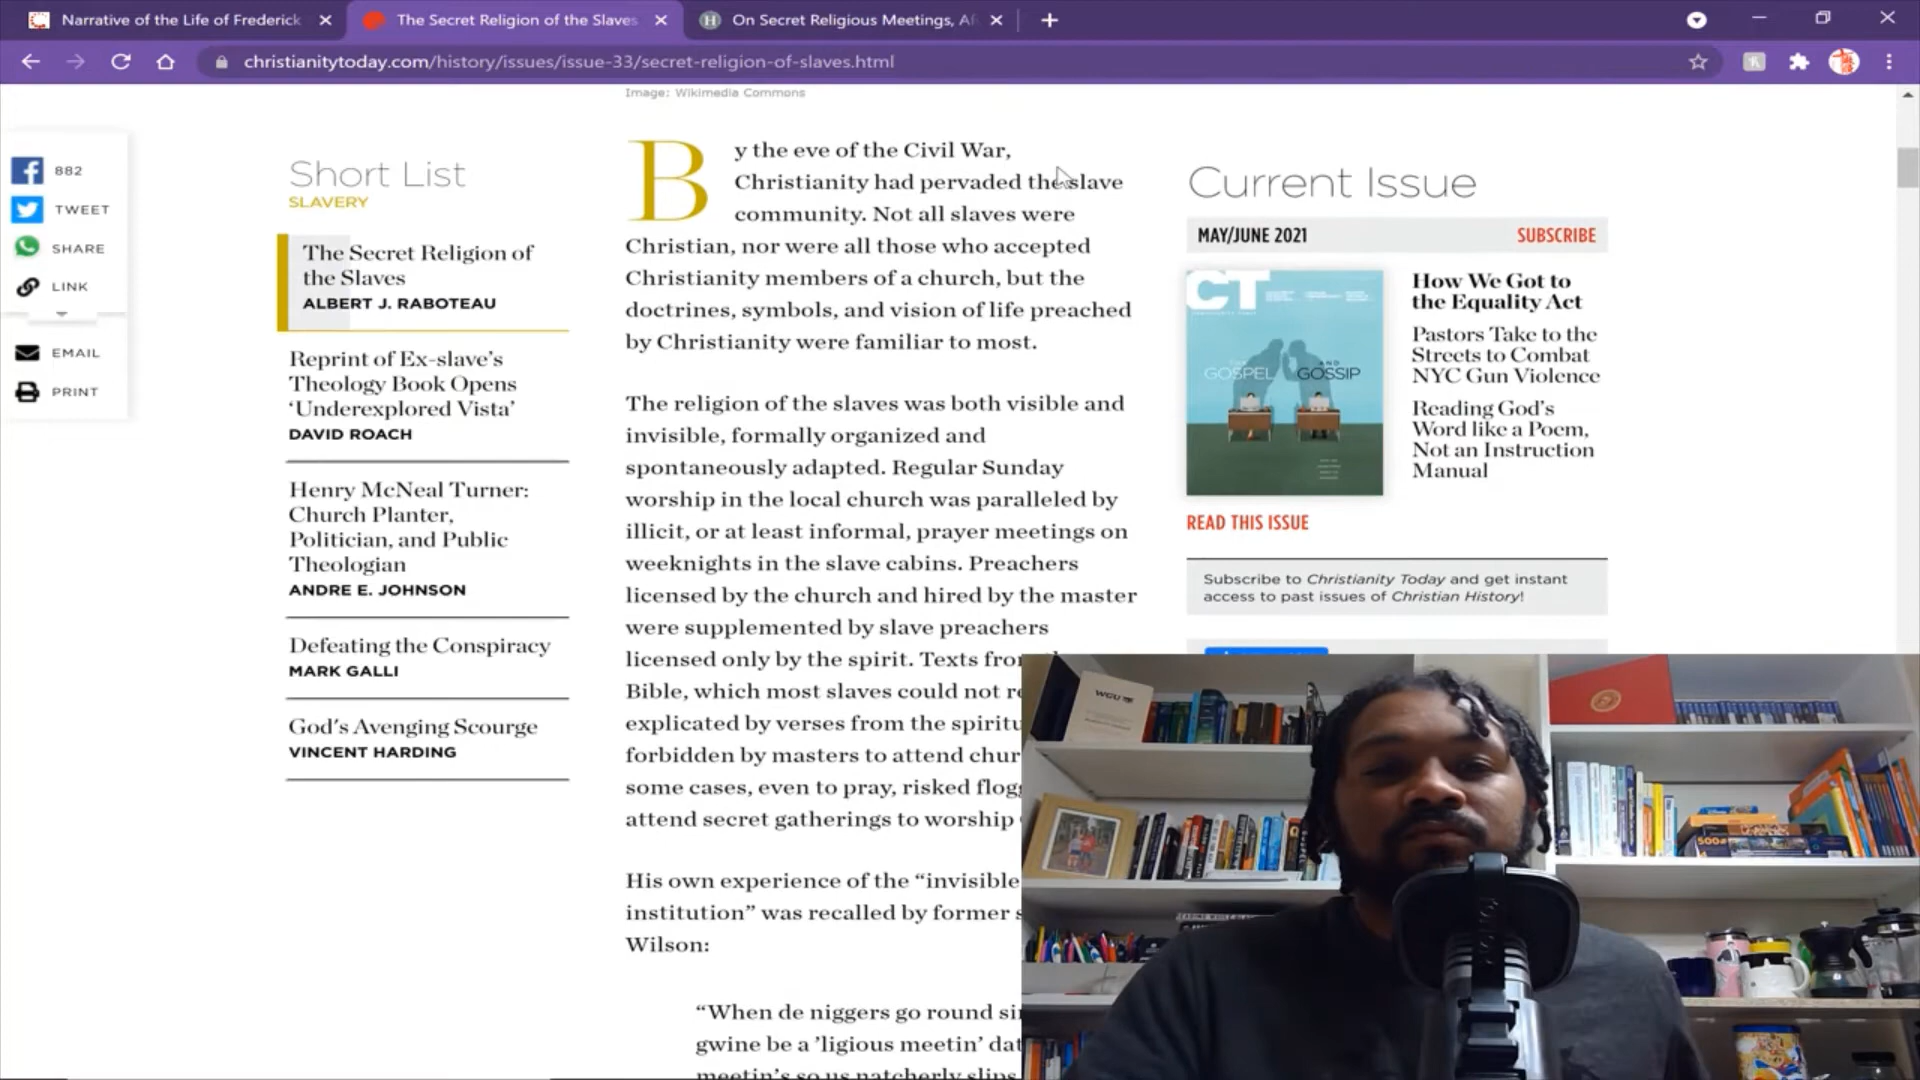 Narrative of the Life of Frederick
The Secret Religion of the Slaves
On Secret Religious Meetings, Af
christianitytoday.com/history/issues/issue-33/secret-religion-of-slaves.html
Image: Wikimedia Commons
882
TWEET
SHARE
LINK
EMAIL
PRINT
Short List
SLAVERY
The Secret Religion of
the Slaves
ALBERT J. RABOTEAU
Reprint of Ex-slave's
Theology Book Opens
'Underexplored Vista'
DAVID ROACH
Henry McNeal Turner:
Church Planter,
Politician, and Public
Theologian
ANDRE E. JOHNSON
Defeating the Conspiracy
MARK GALLI
God's Avenging Scourge
VINCENT HARDING
By the eve of the Civil War,
Christianity had pervaded the slave
community. Not all slaves were
Christian, nor were all those who accepted
Christianity members of a church, but the
doctrines, symbols, and vision of life preached
by Christianity were familiar to most.
The religion of the slaves was both visible and
invisible, formally organized and
spontaneously adapted. Regular Sunday
worship in the local church was paralleled by
illicit, or at least informal, prayer meetings on
weeknights in the slave cabins. Preachers
licensed by the church and hired by the master
were supplemented by slave preachers
licensed only by the spirit. Texts fro
Bible, which most slaves could not re
explicated by verses from the spiritu
forbidden by masters to attend chur
some cases, even to pray, risked flogg
attend secret gatherings to worship
His own experience of the “invisible
institution” was recalled by former s
Wilson:
“When de niggers go round si
gwine be a 'ligious meetin' dat
meetin's so us natcherly slips
Current Issue
MAY/JUNE 2021
SUBSCRIBE
CT
GOSPEL AND GOSSIP
How We Got to
the Equality Act
Pastors Take to the
Streets to Combat
NYC Gun Violence
Reading God's
Word like a Poem,
Not an Instruction
Manual
READ THIS ISSUE
Subscribe to Christianity Today and get instant
access to past issues of Christian History!
WGU
500